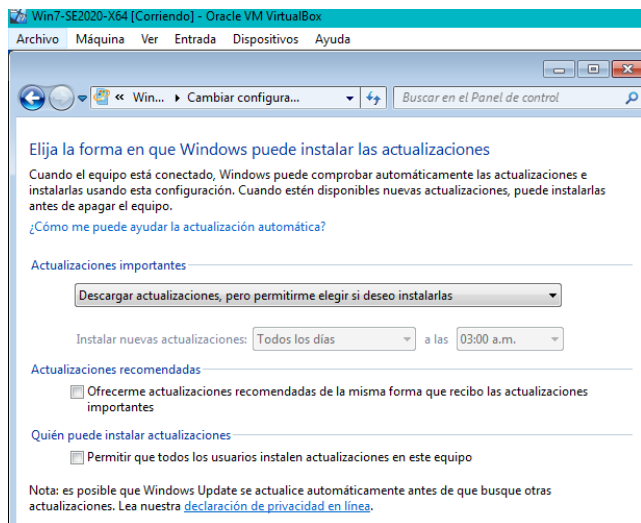 Win7-SE2020-X64 [Corriendo] - Oracle VM VirtualBox
Archivo Máquina Ver Entrada Dispositivos Ayuda
« Win... Cambiar configura... Buscar en el Panel de control
Elija la forma en que Windows puede instalar las actualizaciones
Cuando el equipo está conectado, Windows puede comprobar automáticamente las actualizaciones e
instalarlas usando esta configuración. Cuando estén disponibles nuevas actualizaciones, puede instalarlas
antes de apagar el equipo.
¿Cómo me puede ayudar la actualización automática?
Actualizaciones importantes
Descargar actualizaciones, pero permitirme elegir si deseo instalarlas
Instalar nuevas actualizaciones: Todos los días a las 03:00 a.m.
Actualizaciones recomendadas
Ofrecerme actualizaciones recomendadas de la misma forma que recibo las actualizaciones
importantes
Quién puede instalar actualizaciones
Permitir que todos los usuarios instalen actualizaciones en este equipo
Nota: es posible que Windows Update se actualice automáticamente antes de que busque otras
actualizaciones. Lea nuestra declaración de privacidad en línea.